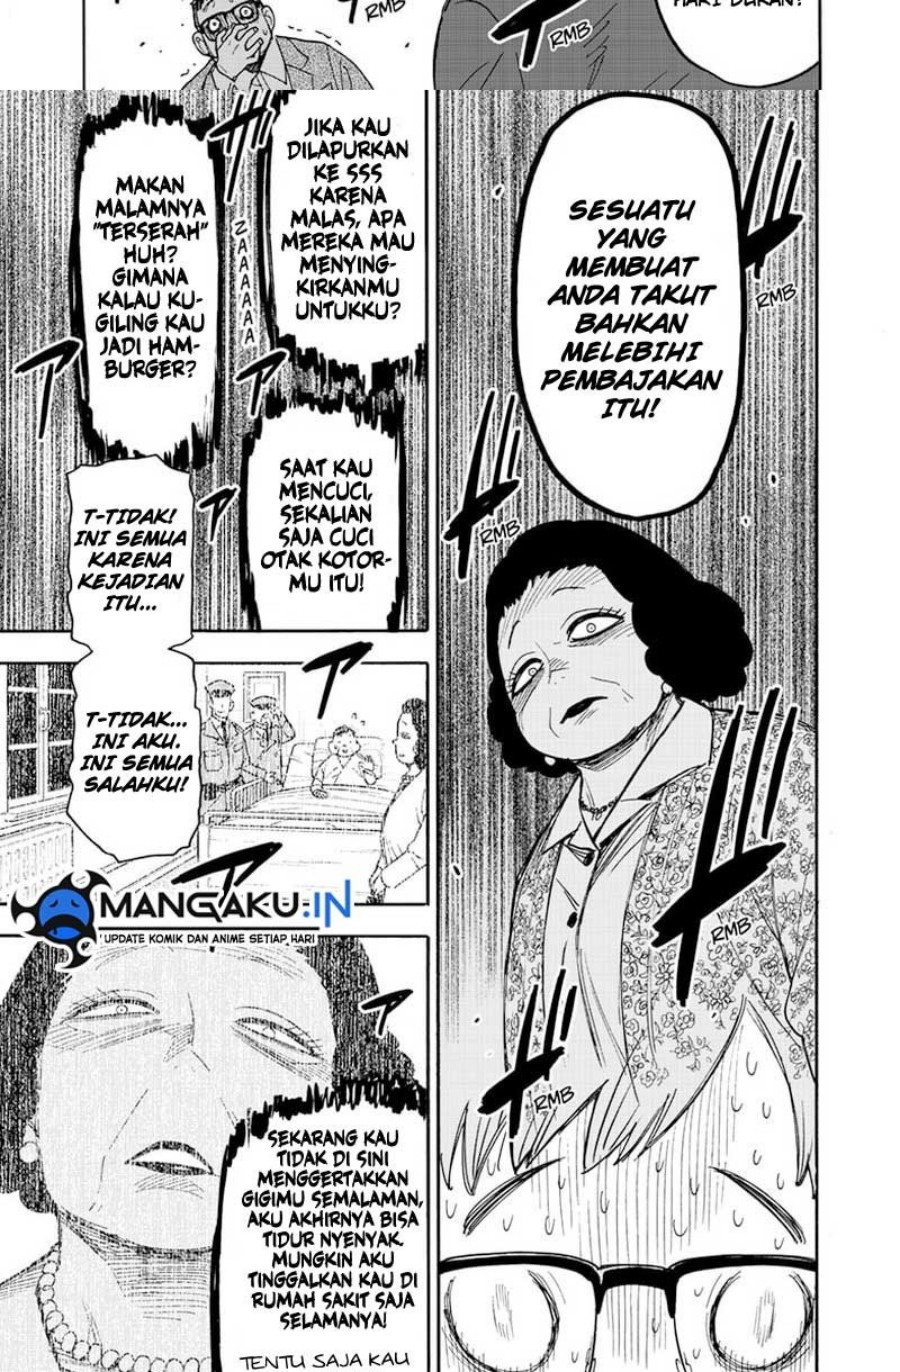 HARI BUKAN?
RMB
RMB
SESUATU
YANG
MEMBUAT
ANDA TAKUT
BAHKAN
MELEBIHI
PEMBAJAKAN
ITU!
RMB
RMB
RMB
RMB
JIKA KAU
DILAPURKAN
KE SSS
KARENA
MALAS, APA
MEREKA MAU
MENYING-
KIRKANMU
UNTUKKU?
ZAAAAAA
MAKAN
MALAMNYA
"TERSERAH"
HUH?
GIMANA
KALAU KU-
GILING KAU
JADI HAM-
BURGER?
SAAT KAU
MENCUCI,
SEKALIAN
SAJA CUCI
OTAK KOTOR-
MU ITU!
T-TIDAK!
INI SEMUA
KARENA
KEJADIAN
ITU...
T-TIDAK...
INI AKU.
INI SEMUA
SALAHKU!
MANGAKU.IN
UPDATE KOMIK DAN ANIME SETIAP HARI
SEKARANG KAU
TIDAK DI SINI
MENGGERTAKKAN
GIGIMU SEMALAMAN,
AKU AKHIRNYA BISA
TIDUR NYENYAK.
MUNGKIN AKU
TINGGALKAN KAU DI
RUMAH SAKIT SAJA
SELAMANYA!
TENTU SAJA KAU